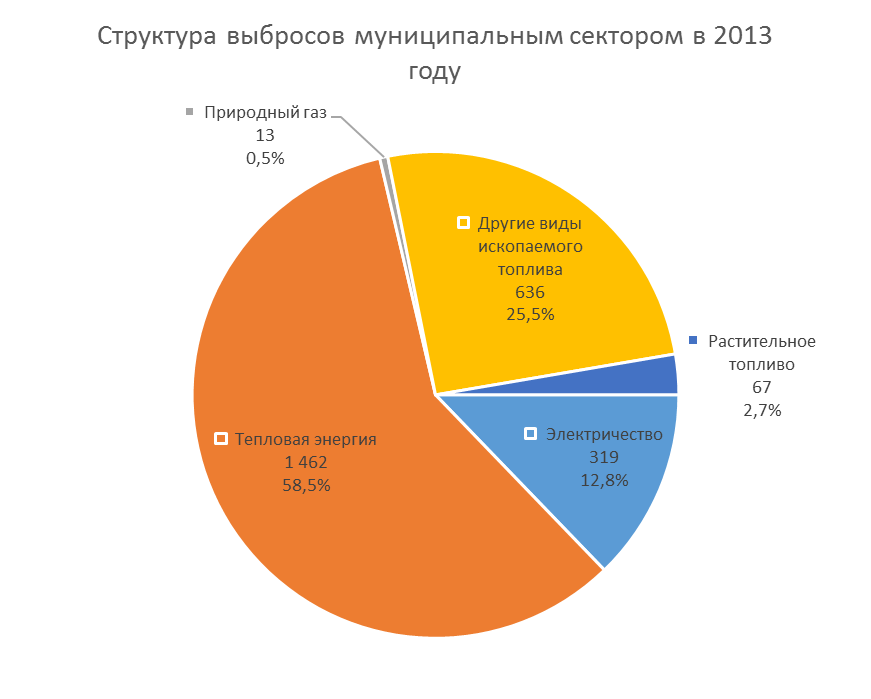 Структура выбросов муниципальным сектором в 2013
году
Природный газ
13
0,5%
Другие виды
ископаемого
топлива
636
25,5%
Растительное
топливо
67
2,7%
Электричество
319
12,8%
Тепловая энергия
1 462
58,5%